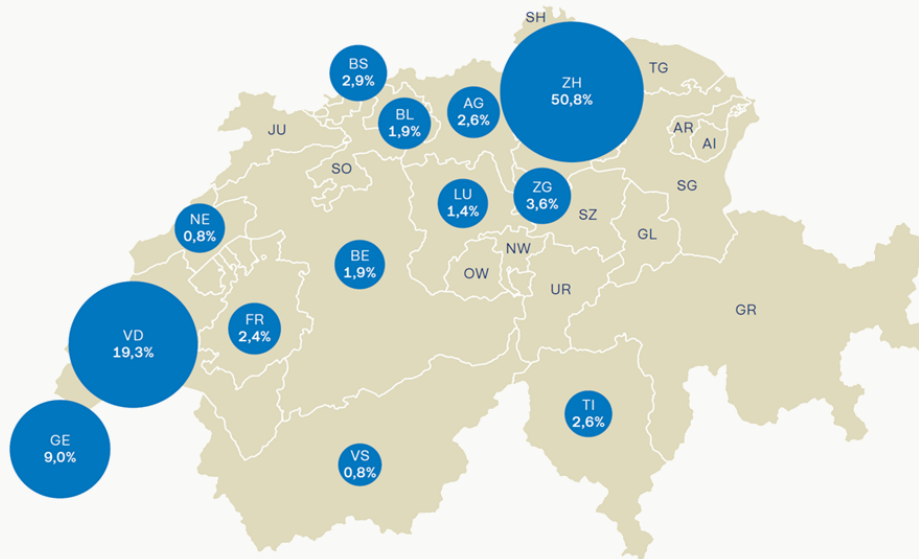 SH
ZH
50,8%
TG
BS
2,9%
BL
1,9%
AG
2,6%
AR
AI
JU
SO
LU
1,4%
ZG
3,6%
SG
SZ
NE
0,8%
GL
NW
BE
1,9%
OW
UR
GR
FR
2,4%
VD
19,3%
TI
2,6%
GE
9,0%
VS
0,8%